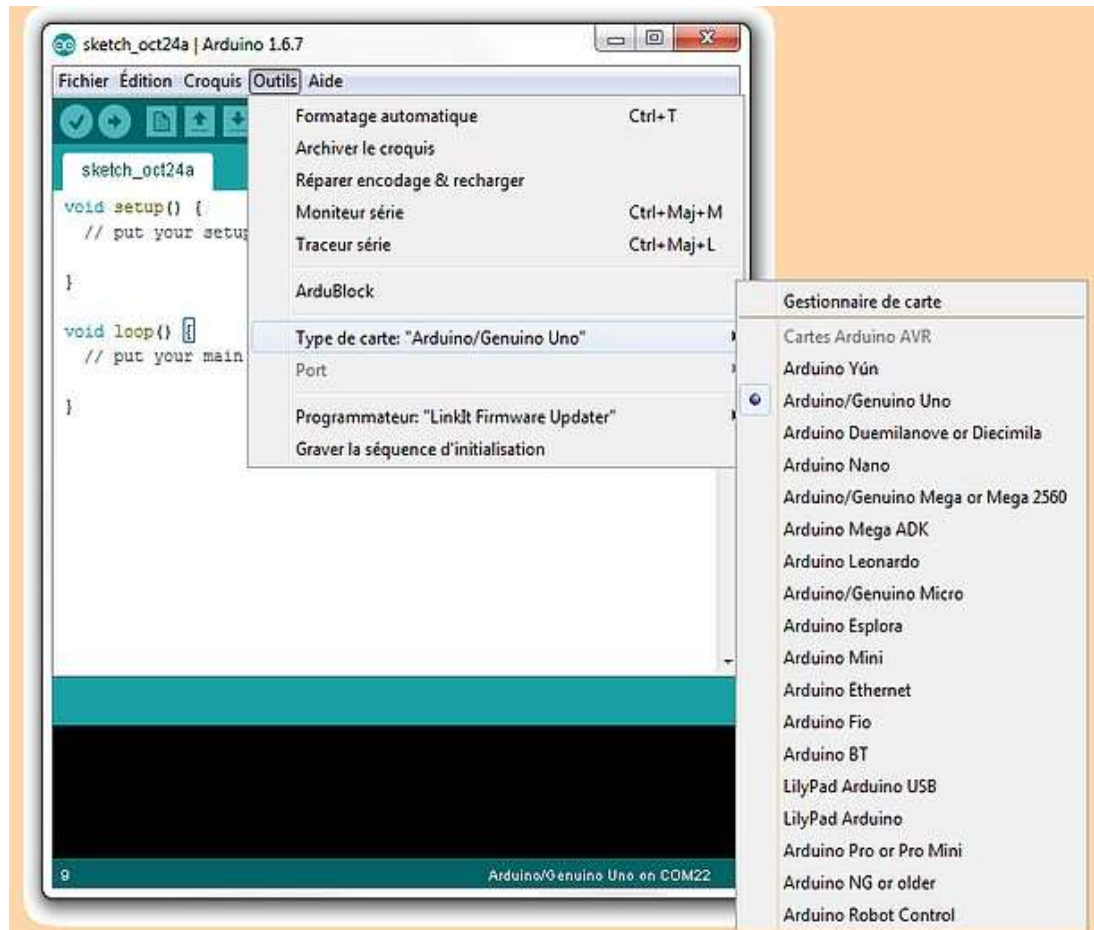 sketch_oct24a | Arduino 1.6.7
Fichier Édition Croquis Outils Aide
sketch_oct24a
void setup() {
// put your setup
}
void loop() {
// put your main
}
Formatage automatique Ctrl+T
Archiver le croquis
Réparer encodage & recharger
Moniteur série Ctrl+Maj+M
Traceur série Ctrl+Maj+L
ArduBlock
Type de carte: "Arduino/Genuino Uno"
Port
Programmateur: "LinkIt Firmware Updater"
Graver la séquence d'initialisation
Gestionnaire de carte
Cartes Arduino AVR
Arduino Yún
Arduino/Genuino Uno
Arduino Duemilanove or Diecimila
Arduino Nano
Arduino/Genuino Mega or Mega 2560
Arduino Mega ADK
Arduino Leonardo
Arduino/Genuino Micro
Arduino Esplora
Arduino Mini
Arduino Ethernet
Arduino Fio
Arduino BT
LilyPad Arduino USB
LilyPad Arduino
Arduino Pro or Pro Mini
Arduino NG or older
Arduino Robot Control
9 Arduino/Genuino Uno on COM22